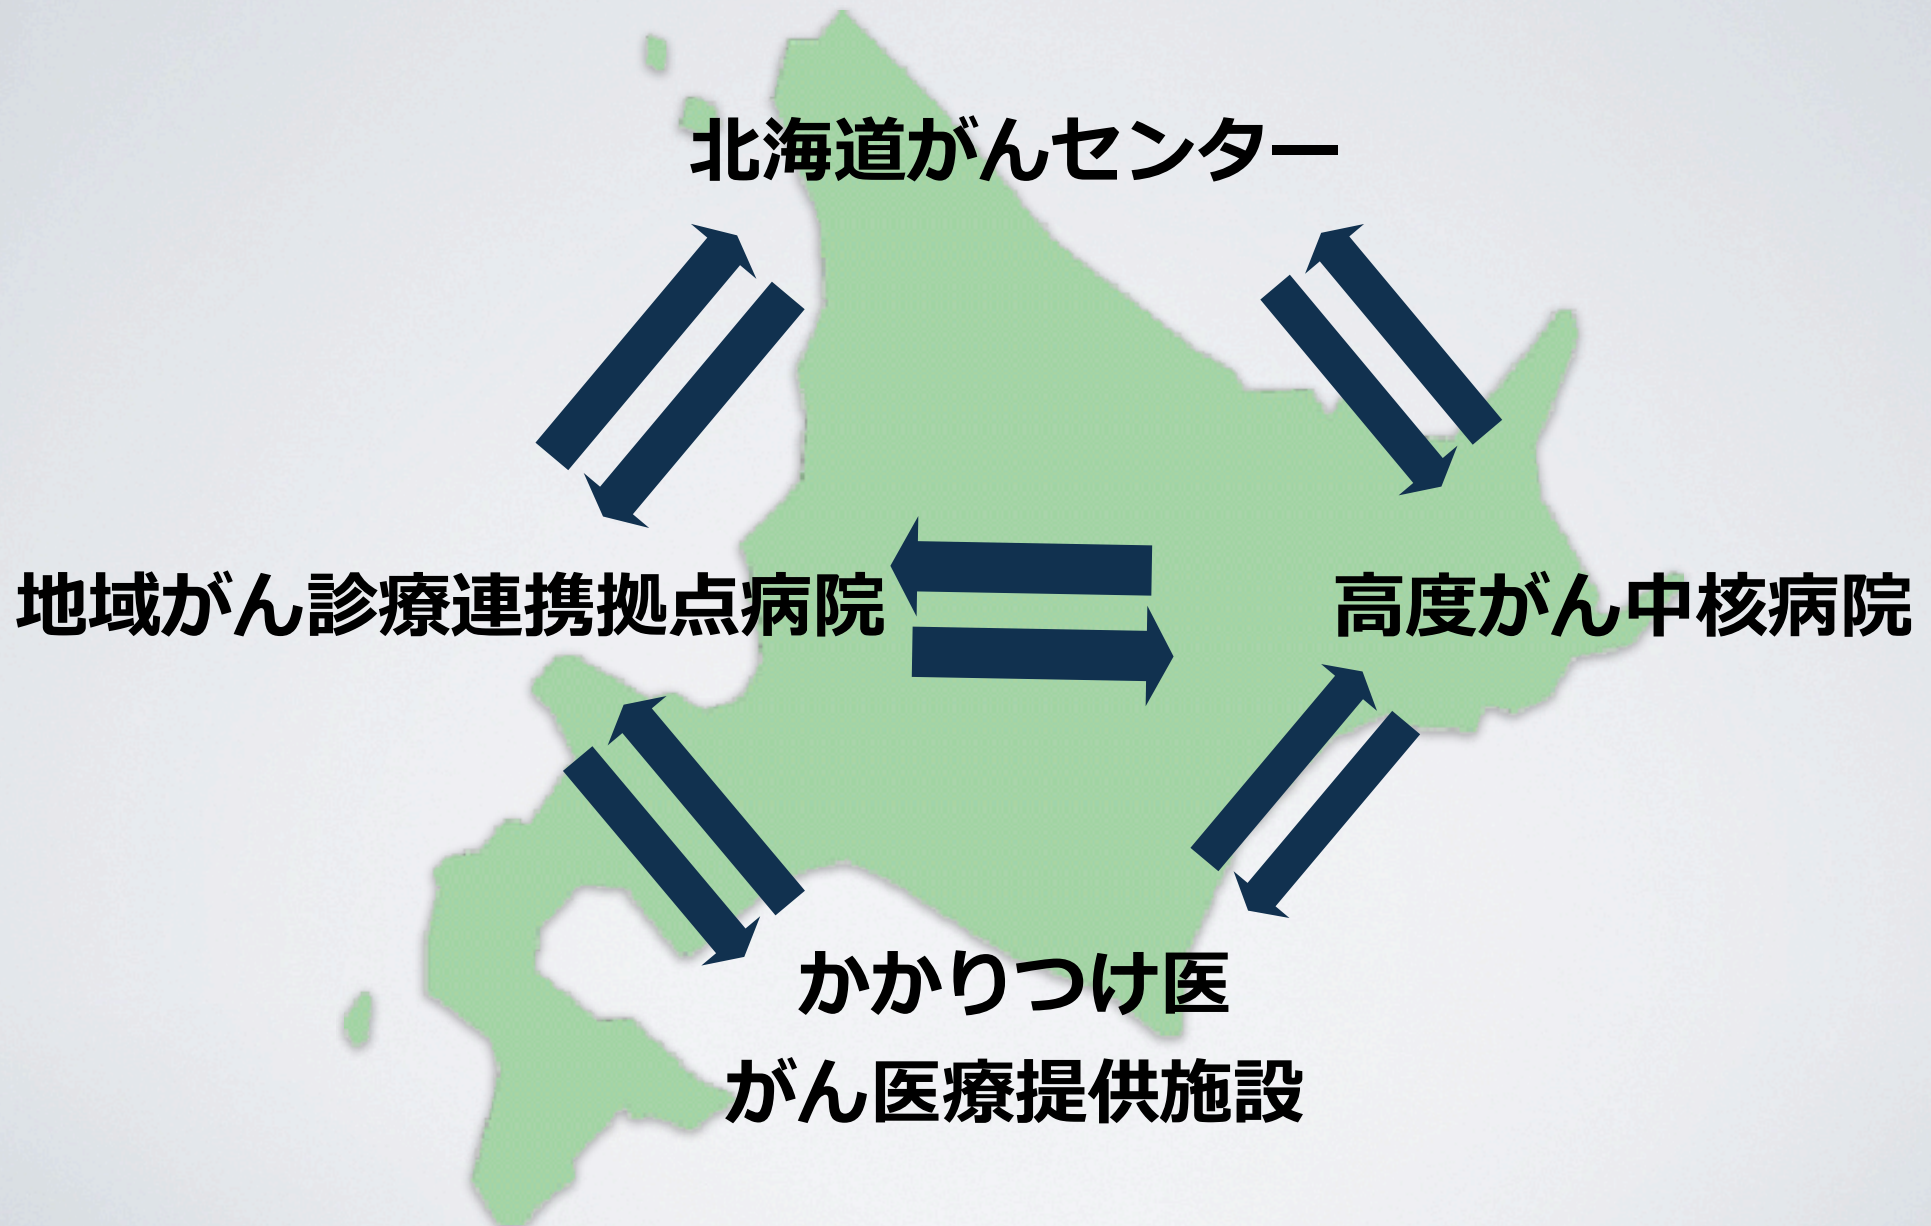 北海道がんセンター
地域がん診療連携拠点病院
高度がん中核病院
かかりつけ医
がん医療提供施設